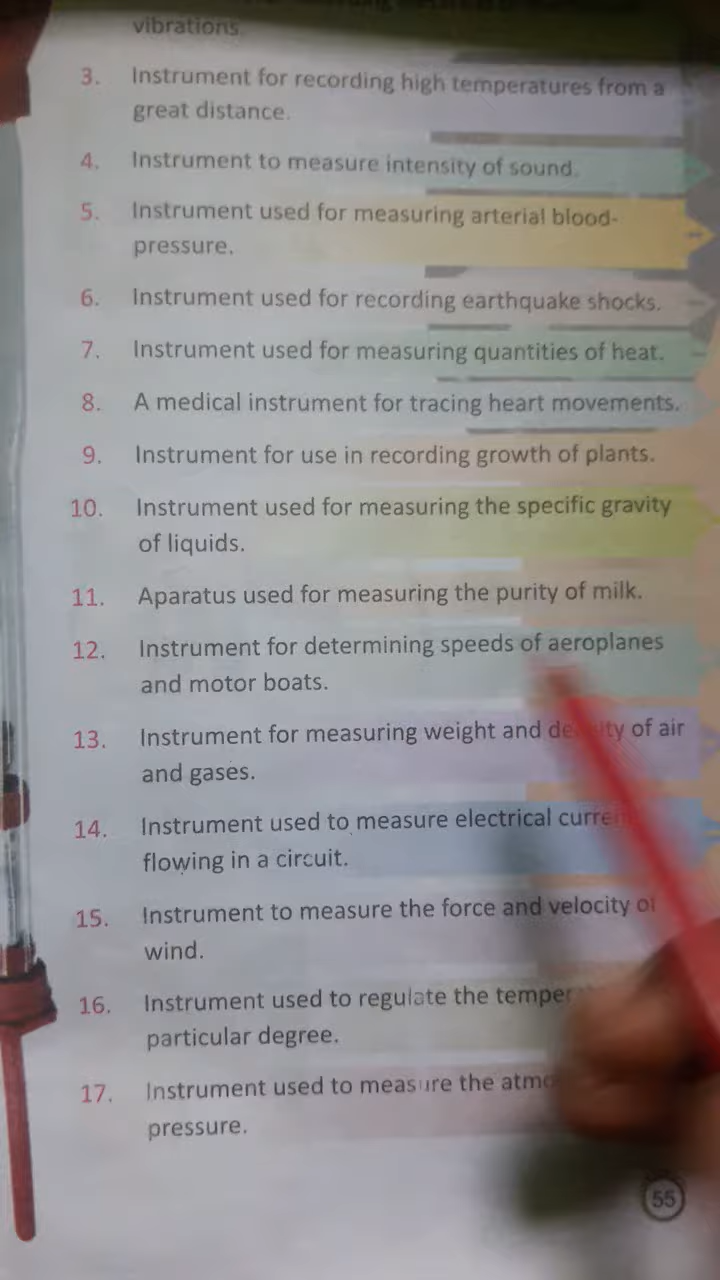 vibrations.
3. Instrument for recording high temperatures from a
great distance.
4. Instrument to measure intensity of sound.
5. Instrument used for measuring arterial blood-
pressure.
6. Instrument used for recording earthquake shocks.
7. Instrument used for measuring quantities of heat.
8. A medical instrument for tracing heart movements.
9. Instrument for use in recording growth of plants.
10. Instrument used for measuring the specific gravity
of liquids.
11. Aparatus used for measuring the purity of milk.
12. Instrument for determining speeds of aeroplanes
and motor boats.
13. Instrument for measuring weight and density of air
and gases.
14. Instrument used to measure electrical
flowing in a circuit.
15. Instrument to measure the force and velocity of
wind.
16. Instrument used to regulate the
particular degree.
17. Instrument used to measure the
pressure.
55